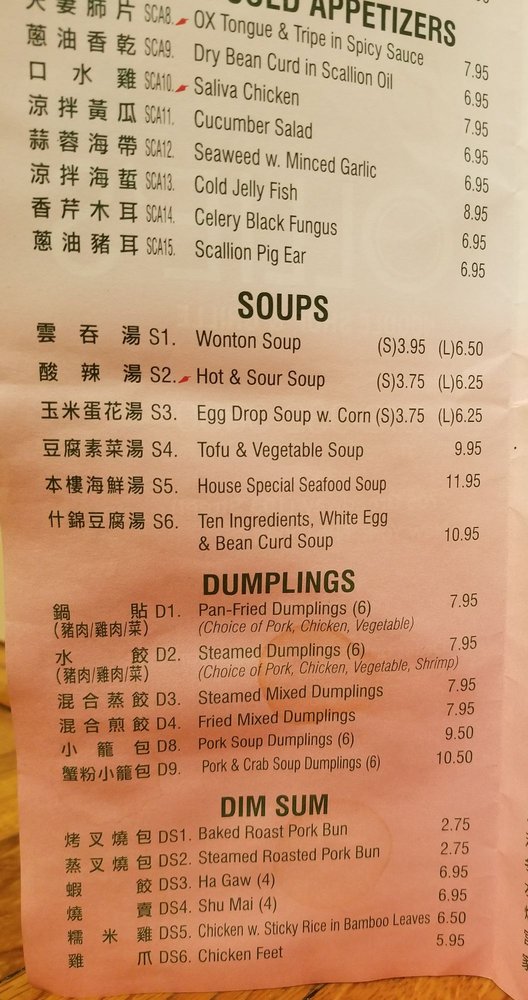 COLD APPETIZERS
夫妻肺片 SCA8. OX Tongue & Tripe in Spicy Sauce 7.95
蔥油香乾 SCA9. Dry Bean Curd in Scallion Oil 6.95
口水雞 SCA10. Saliva Chicken 7.95
涼拌黃瓜 SCA11. Cucumber Salad 6.95
蒜蓉海帶 SCA12. Seaweed w. Minced Garlic 6.95
涼拌海蜇 SCA13. Cold Jelly Fish 8.95
香芹木耳 SCA14. Celery Black Fungus 6.95
蔥油豬耳 SCA15. Scallion Pig Ear 6.95
SOUPS
雲吞湯 S1. Wonton Soup (S)3.95 (L)6.50
酸辣湯 S2. Hot & Sour Soup (S)3.75 (L)6.25
玉米蛋花湯 S3. Egg Drop Soup w. Corn (S)3.75 (L)6.25
豆腐素菜湯 S4. Tofu & Vegetable Soup 9.95
本樓海鮮湯 S5. House Special Seafood Soup 11.95
什錦豆腐湯 S6. Ten Ingredients, White Egg
& Bean Curd Soup 10.95
DUMPLINGS
鍋貼 D1. Pan-Fried Dumplings (6) 7.95
(豬肉/雞肉/菜) (Choice of Pork, Chicken, Vegetable)
水餃 D2. Steamed Dumplings (6) 7.95
(豬肉/雞肉/菜) (Choice of Pork, Chicken, Vegetable, Shrimp)
混合蒸餃 D3. Steamed Mixed Dumplings 7.95
混合煎餃 D4. Fried Mixed Dumplings 7.95
小籠包 D8. Pork Soup Dumplings (6) 9.50
蟹粉小籠包 D9. Pork & Crab Soup Dumplings (6) 10.50
DIM SUM
烤叉燒包 DS1. Baked Roast Pork Bun 2.75
蒸叉燒包 DS2. Steamed Roasted Pork Bun 2.75
蝦餃 DS3. Ha Gaw (4) 6.95
燒賣 DS4. Shu Mai (4) 6.95
糯米雞 DS5. Chicken w. Sticky Rice in Bamboo Leaves 6.50
雞爪 DS6. Chicken Feet 5.95